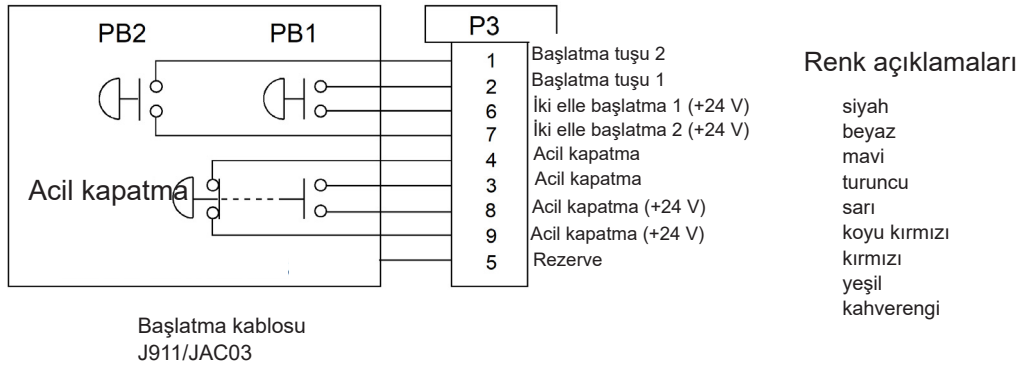 PB2 PB1 P3
1 Başlatma tuşu 2
2 Başlatma tuşu 1
6 İki elle başlatma 1 (+24 V)
7 İki elle başlatma 2 (+24 V)
4 Acil kapatma
3 Acil kapatma
8 Acil kapatma (+24 V)
9 Acil kapatma (+24 V)
5 Rezerve
Acil kapatma
Başlatma kablosu
J911/JAC03
Renk açıklamaları
siyah
beyaz
mavi
turuncu
sarı
koyu kırmızı
kırmızı
yeşil
kahverengi